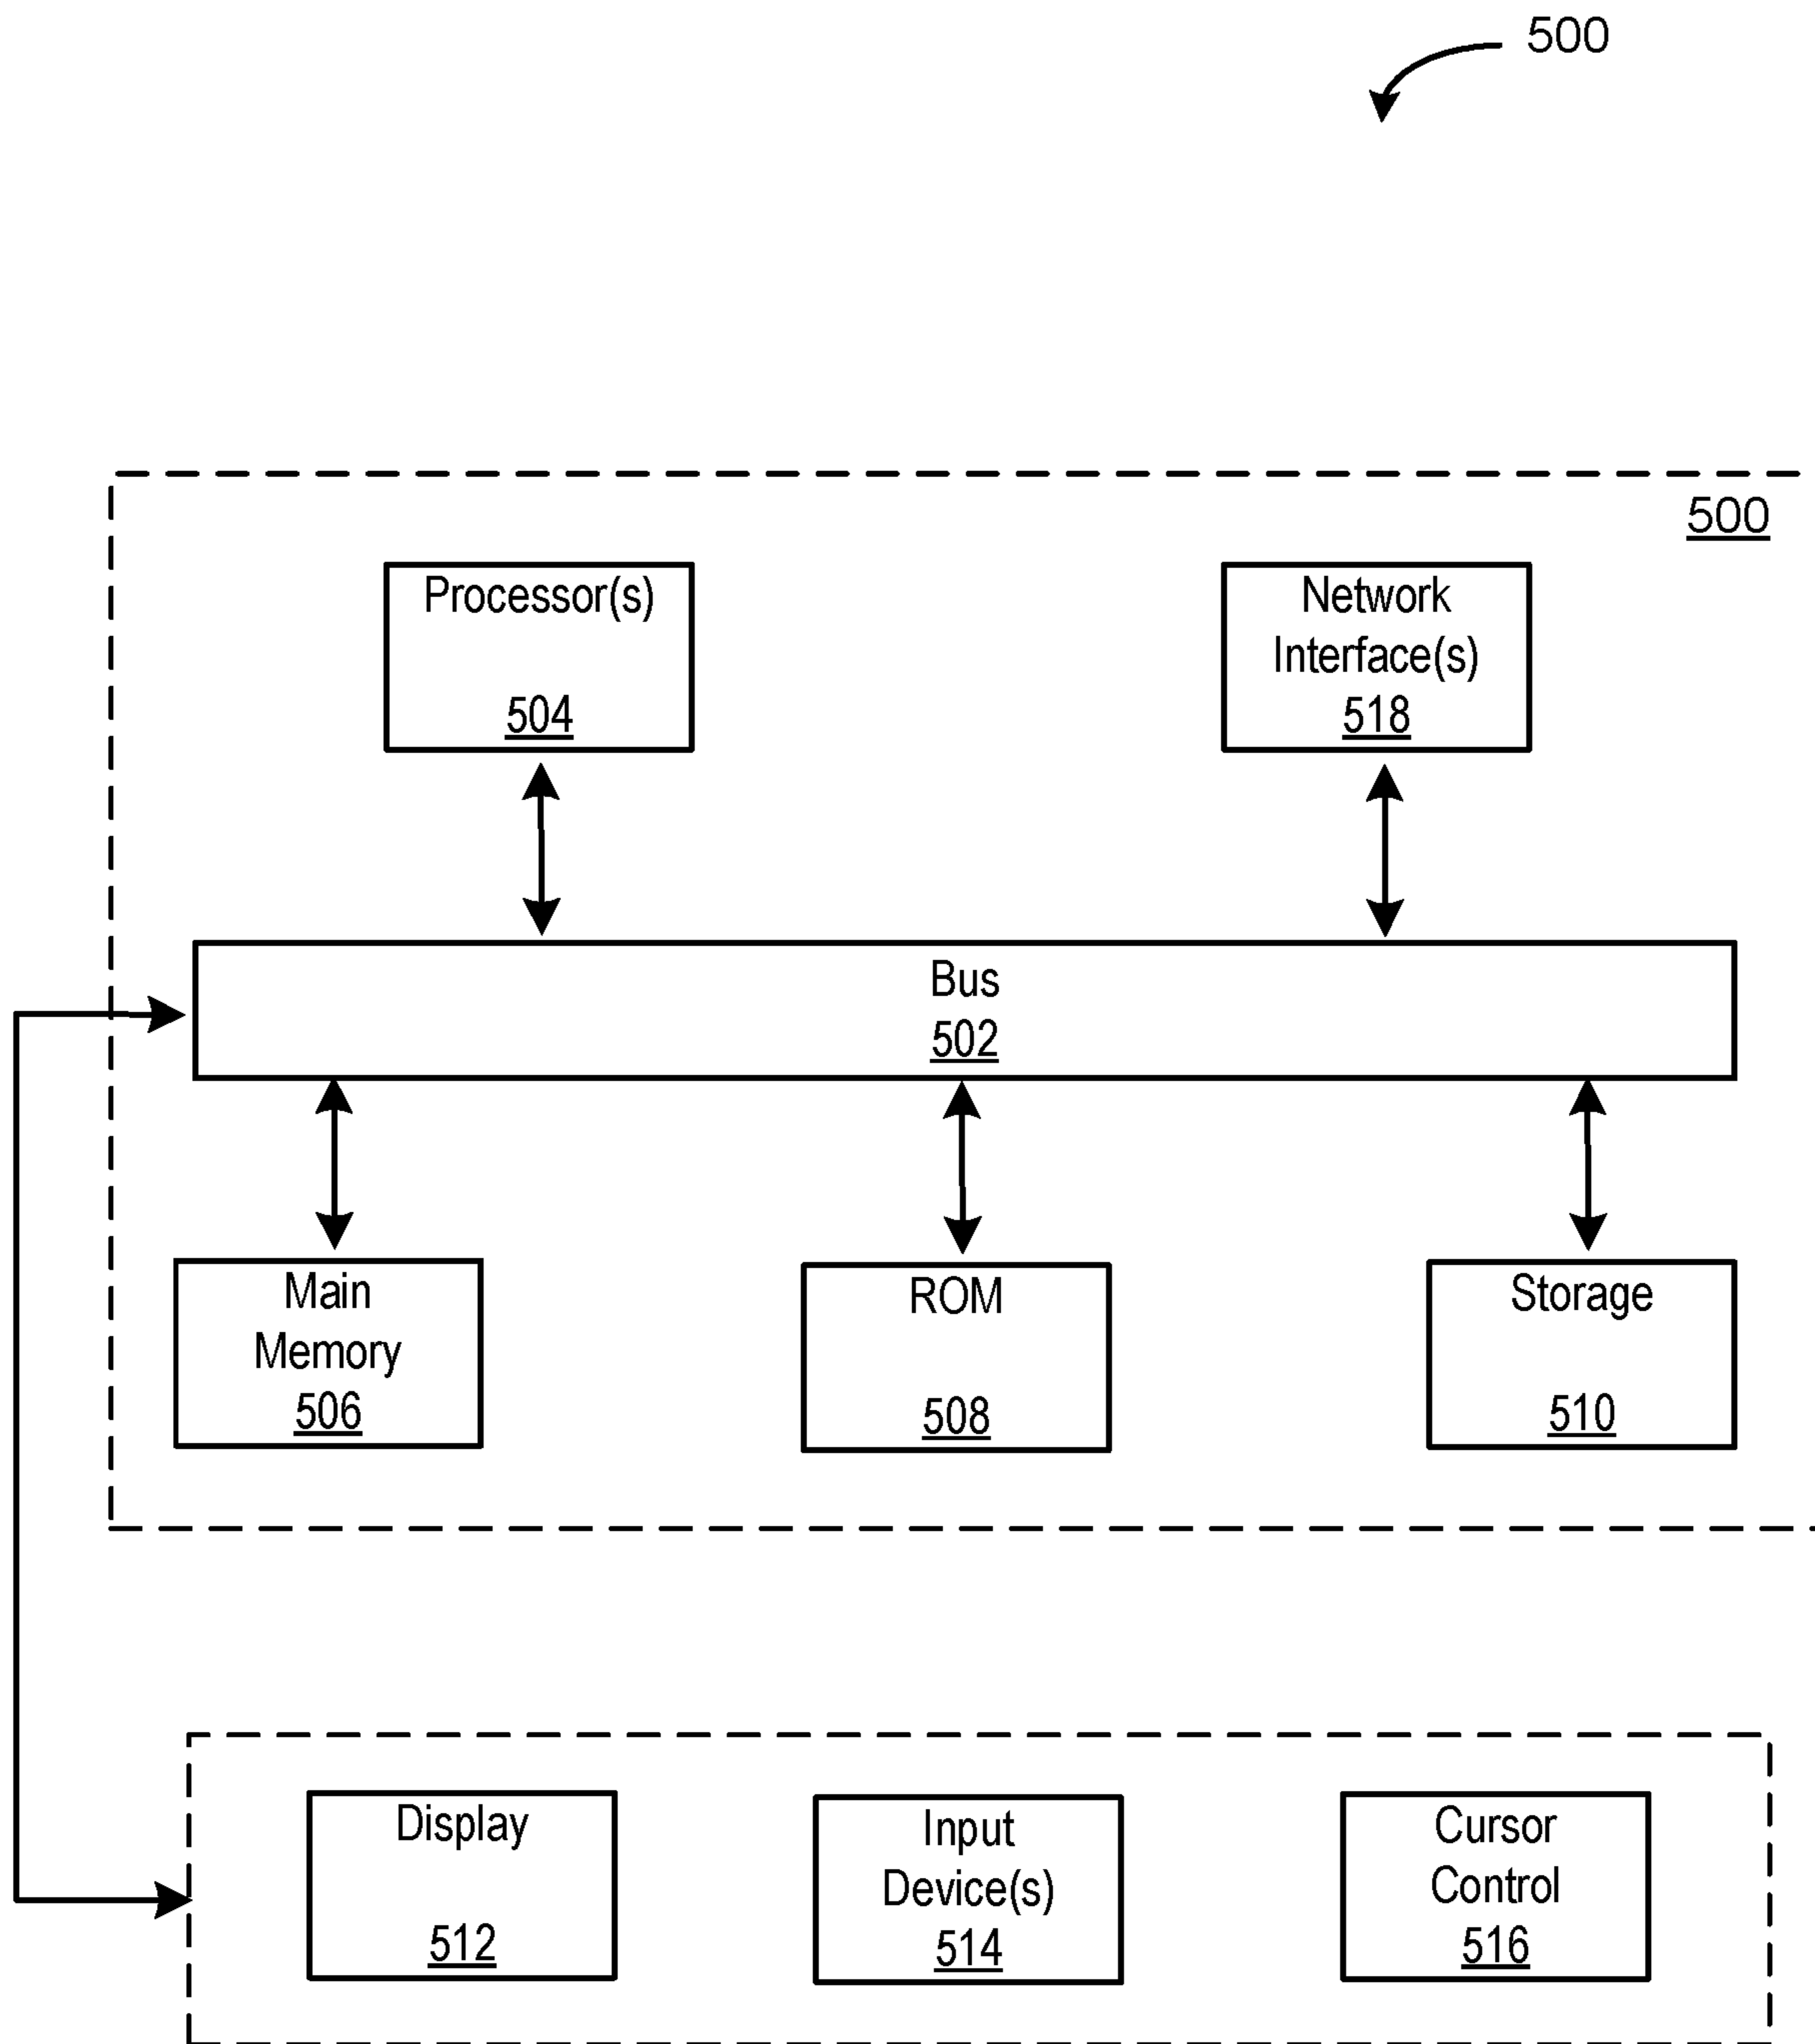 500
500
Processor(s)
504
Network
Interface(s)
518
Bus
502
Main
Memory
506
ROM
508
Storage
510
Display
512
Input
Device(s)
514
Cursor
Control
516